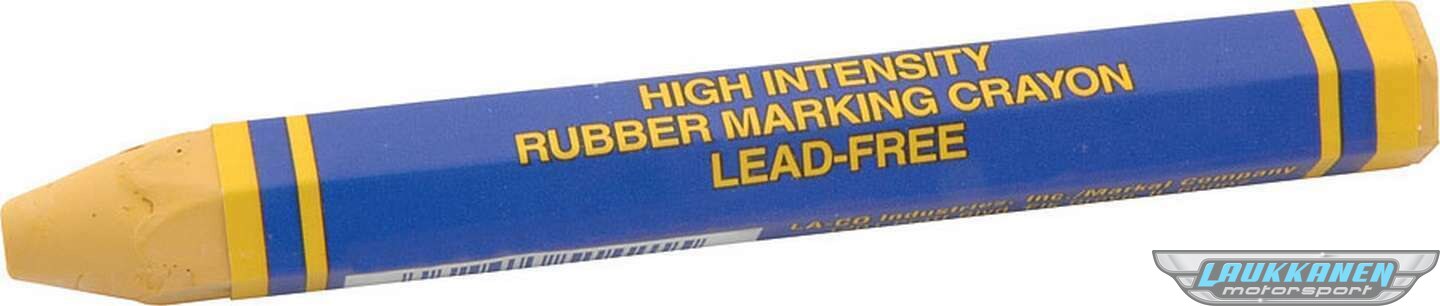 HIGH INTENSITY
RUBBER MARKING CRAYON
LEAD-FREE
LA-CO Industries, Inc./Markal Company
LAUKKANEN
motorsport